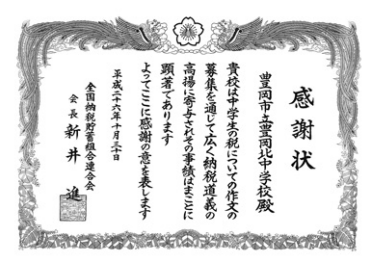 感謝状
豊岡市立豊岡北中学校殿
貴校は中学生の税についての作文の
募集を通じて広く納税道義の
高揚に寄与されその事績はまことに
顕著であります
よってここに感謝の意を表します
平成二十六年十月三十日
全国納税貯蓄組合連合会
会長 新井 進